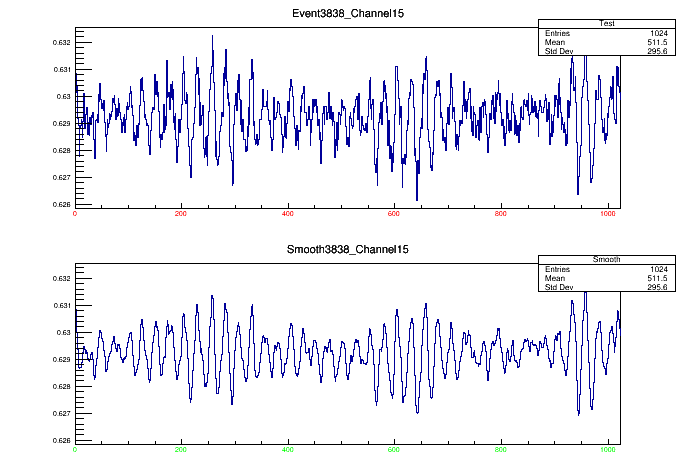 Event3838_Channel15
Test
Entries 1024
Mean 511.5
Std Dev 295.6
0.632
0.631
0.63
0.629
0.628
0.627
0.626
0 200 400 600 800 1000
Smooth3838_Channel15
Smooth
Entries 1024
Mean 511.5
Std Dev 295.6
0.632
0.631
0.63
0.629
0.628
0.627
0.626
0 200 400 600 800 1000